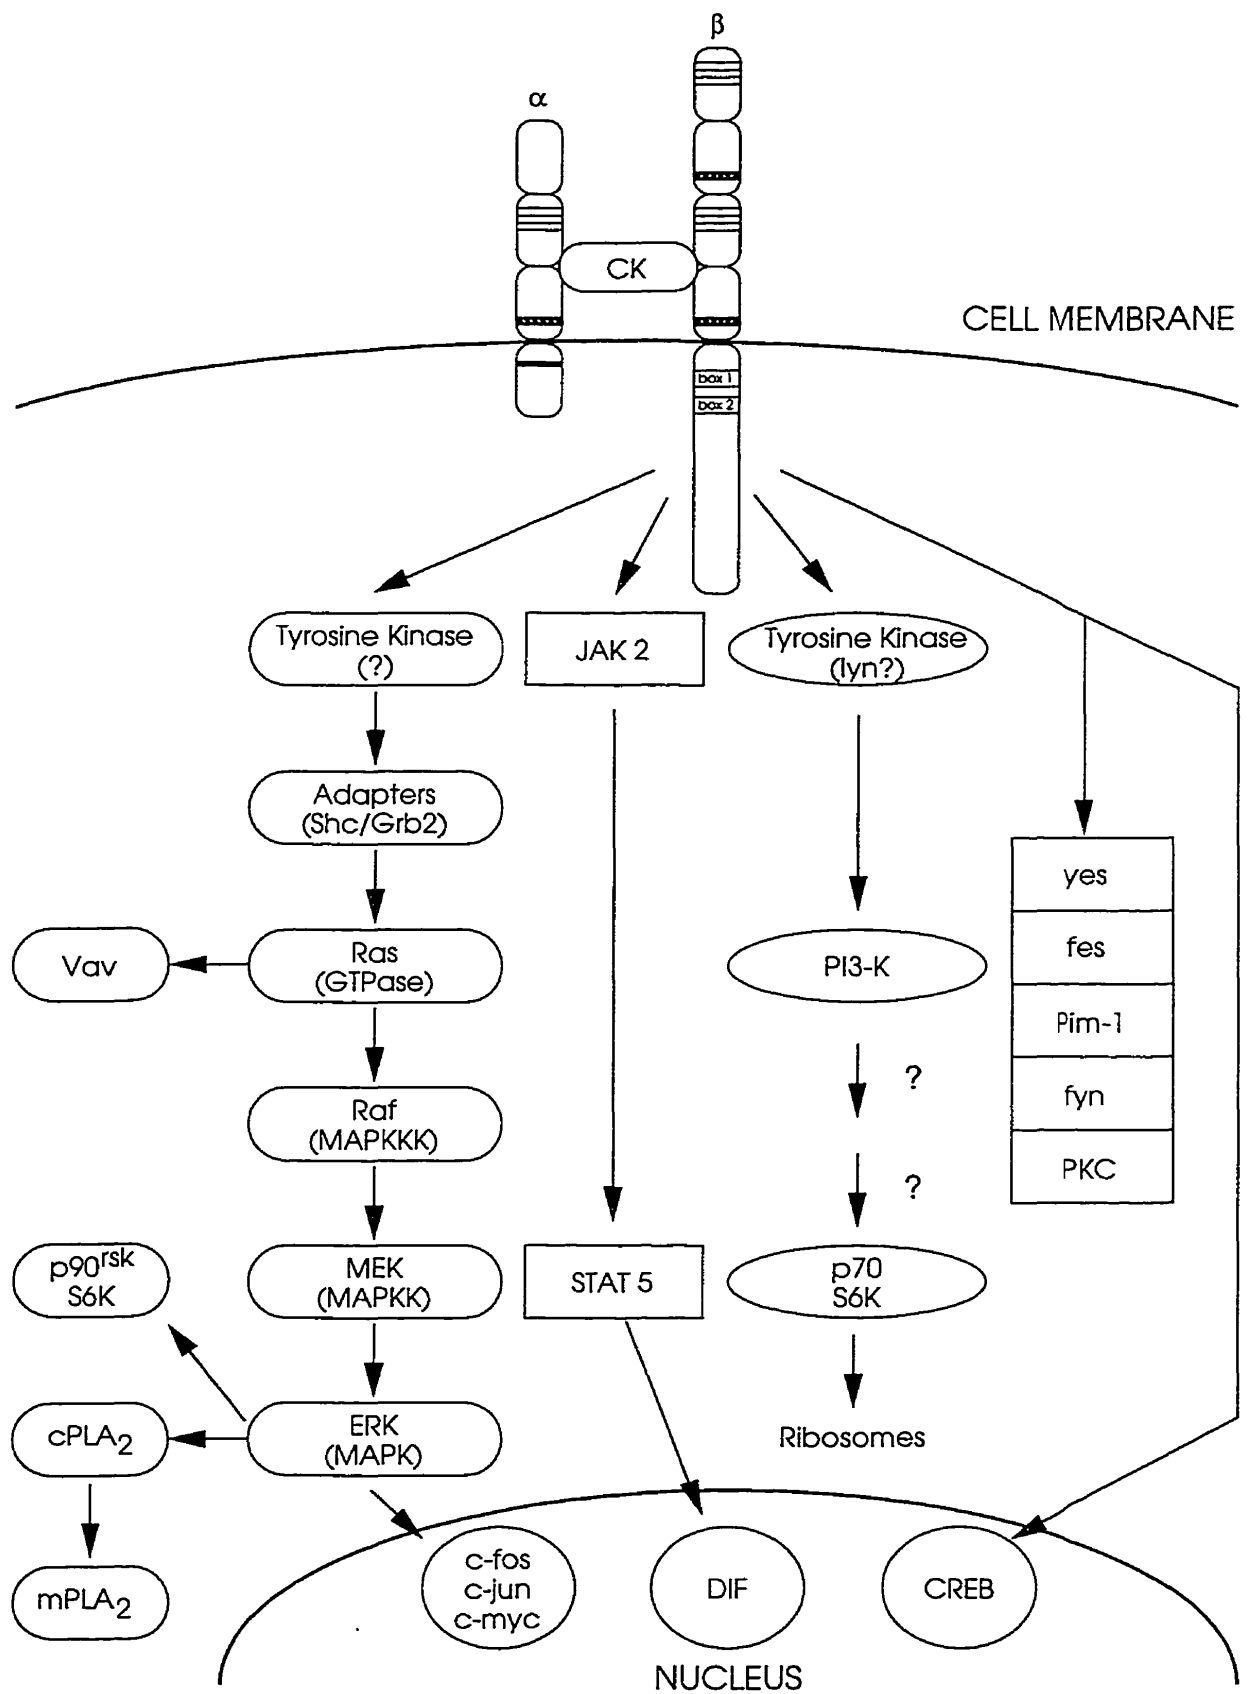 β
α
CK
CELL MEMBRANE
box 1
box 2
Tyrosine Kinase
(?)
JAK 2
Tyrosine Kinase
(lyn?)
Adapters
(Shc/Grb2)
yes
fes
Pim-1
fyn
PKC
Vav
Ras
(GTPase)
PI3-K
?
Raf
(MAPKKK)
?
p90rsk
S6K
MEK
(MAPKK)
STAT 5
p70
S6K
cPLA2
ERK
(MAPK)
Ribosomes
mPLA2
c-fos
c-jun
c-myc
DIF
CREB
NUCLEUS